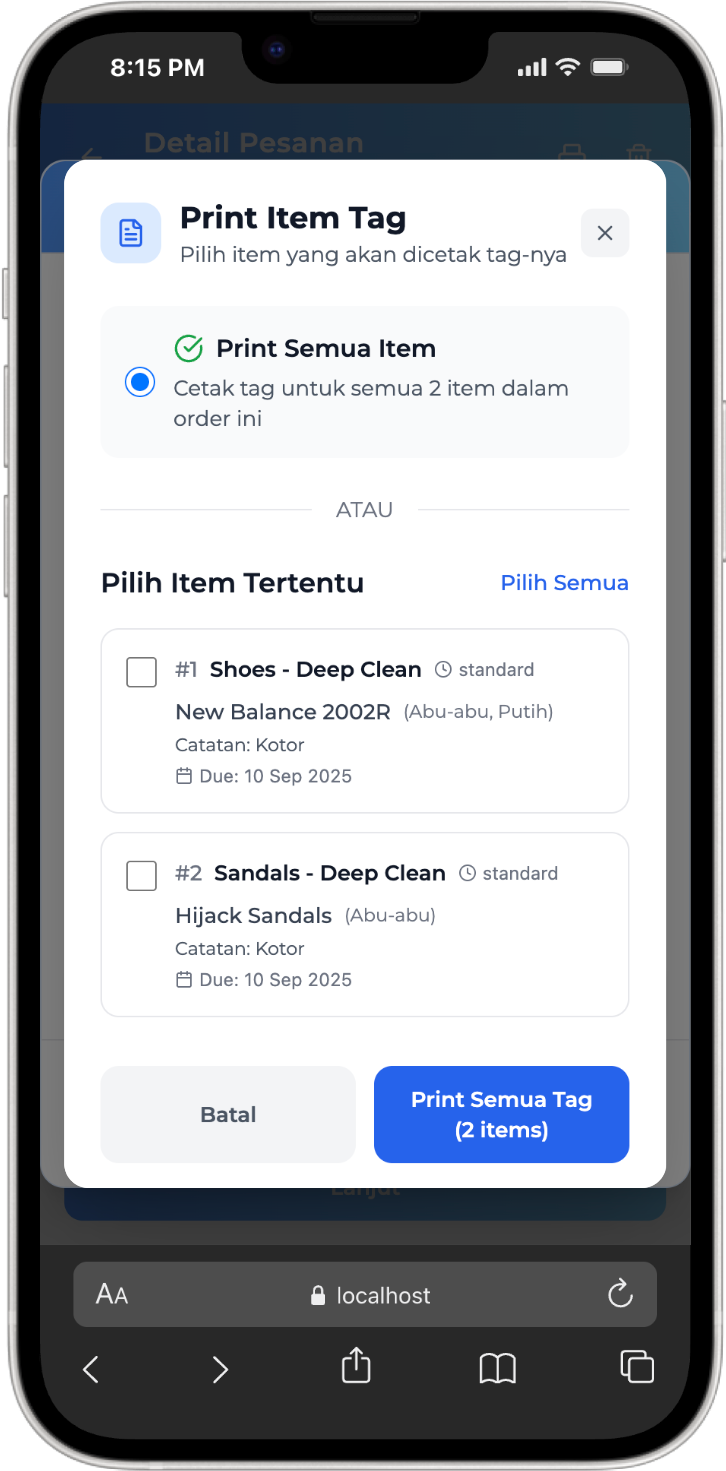 8:15 PM
Detail Pesanan
Print Item Tag
Pilih item yang akan dicetak tag-nya
Print Semua Item
Cetak tag untuk semua 2 item dalam
order ini
ATAU
Pilih Item Tertentu
Pilih Semua
#1 Shoes - Deep Clean standard
New Balance 2002R (Abu-abu, Putih)
Catatan: Kotor
Due: 10 Sep 2025
#2 Sandals - Deep Clean standard
Hijack Sandals (Abu-abu)
Catatan: Kotor
Due: 10 Sep 2025
Batal
Print Semua Tag
(2 items)
Lanjut
AA
localhost